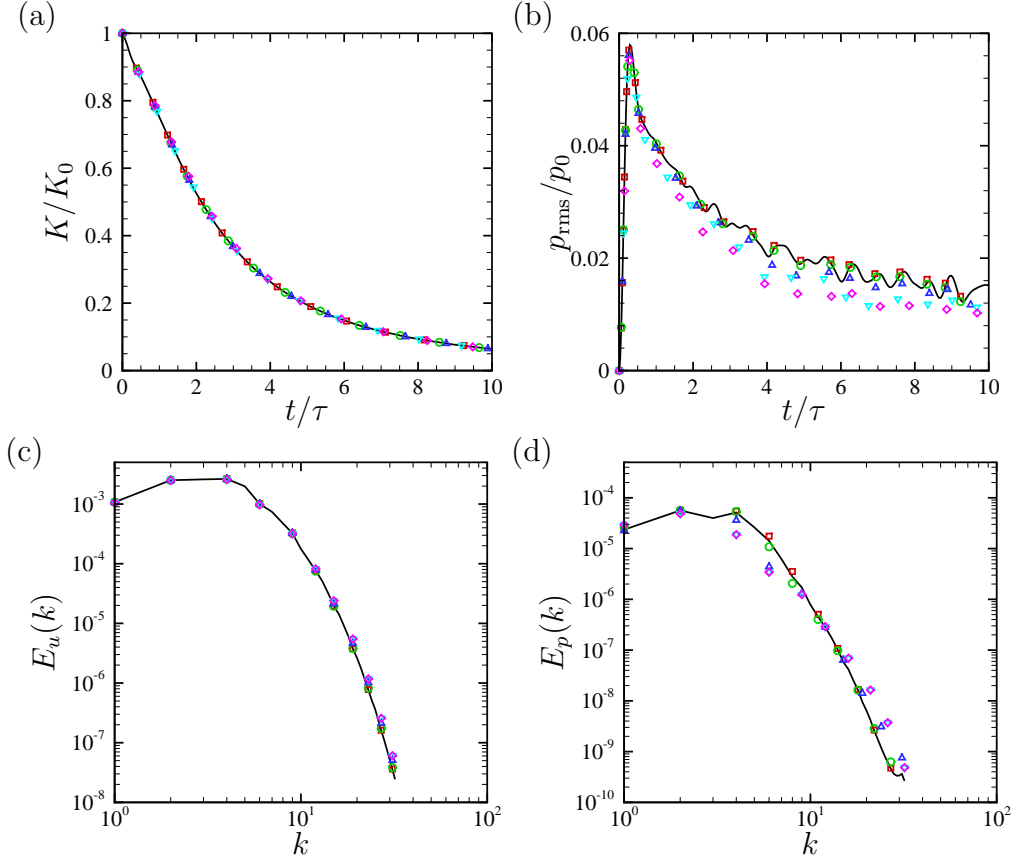 (a)
1
0.8
0.6
0.4
0.2
0
K/K₀
0 2 4 6 8 10
t/τ
(b)
0.06
0.04
0.02
0
p_rms/p₀
0 2 4 6 8 10
t/τ
(c)
10⁻³
10⁻⁴
10⁻⁵
10⁻⁶
10⁻⁷
10⁻⁸
E_u(k)
10⁰ 10¹ 10²
k
(d)
10⁻⁴
10⁻⁵
10⁻⁶
10⁻⁷
10⁻⁸
10⁻⁹
10⁻¹⁰
E_p(k)
10⁰ 10¹ 10²
k